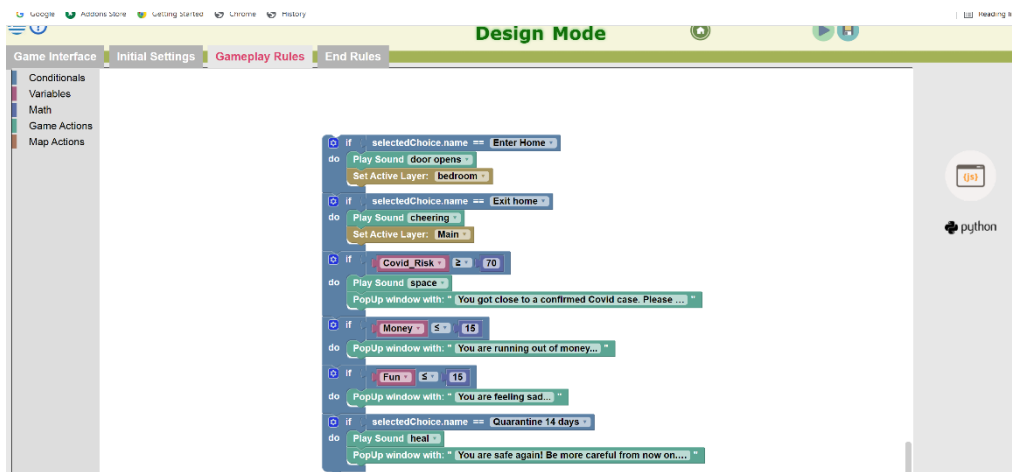 Google Addons Store Getting Started Chrome History Reading li
Design Mode
Game Interface Initial Settings Gameplay Rules End Rules
Conditionals
Variables
Math
Game Actions
Map Actions
if selectedChoice.name == Enter Home
do Play Sound door opens
Set Active Layer: bedroom
if selectedChoice.name == Exit home
do Play Sound cheering
Set Active Layer: Main
if Covid_Risk ≥ 70
do Play Sound space
PopUp window with: " You got close to a confirmed Covid case. Please ... "
if Money ≤ 15
do PopUp window with: " You are running out of money... "
if Fun ≤ 15
do PopUp window with: " You are feeling sad... "
if selectedChoice.name == Quarantine 14 days
do Play Sound heal
PopUp window with: " You are safe again! Be more careful from now on.... "
{js}
python